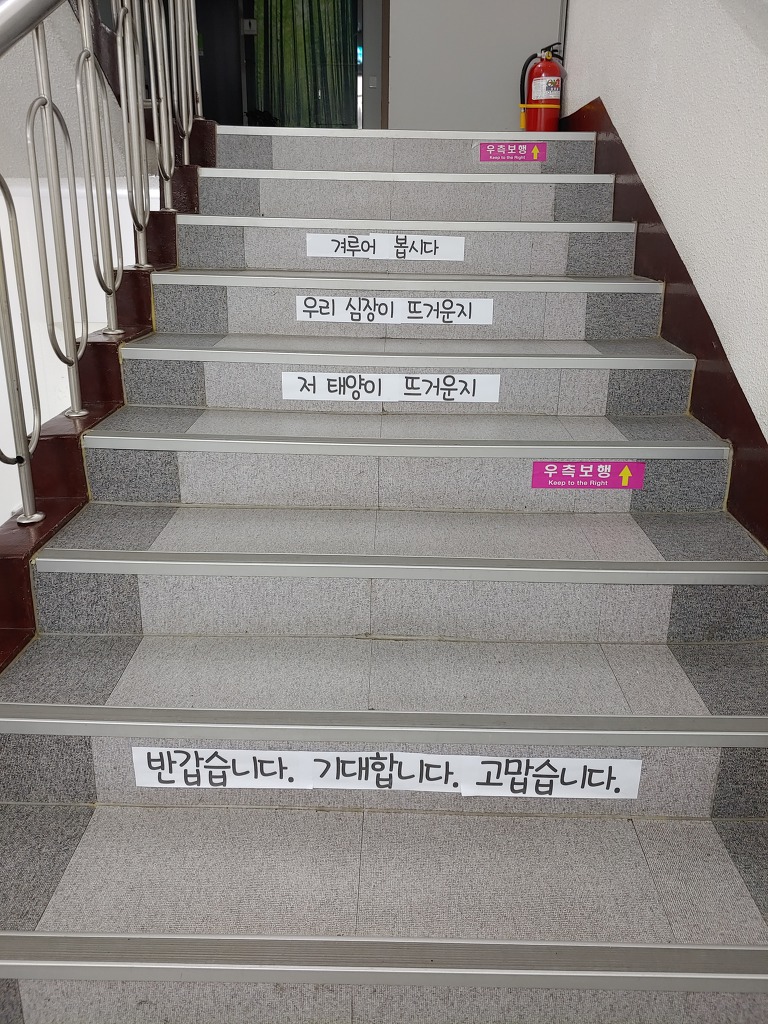 우측보행
Keep to the Right
겨루어 봅시다
우리 심장이 뜨거운지
저 태양이 뜨거운지
우측보행
Keep to the Right
반갑습니다. 기대합니다. 고맙습니다.